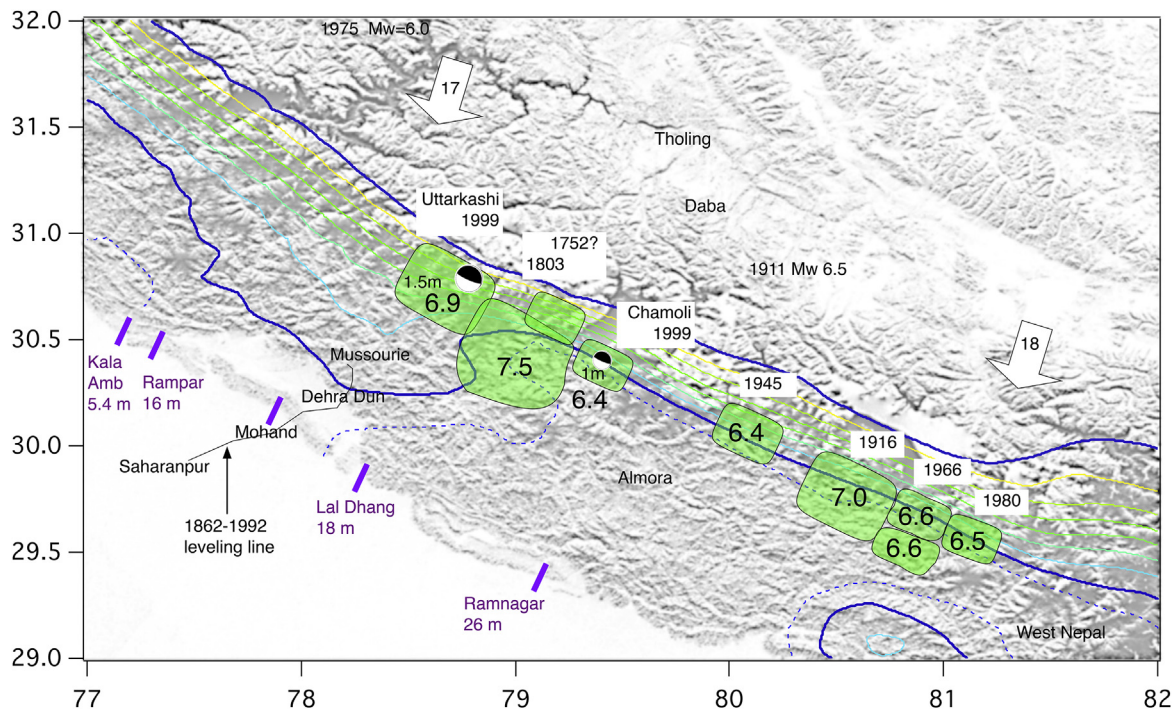 32.0
1975 Mw=6.0
17
31.5
Tholing
Uttarkashi
1999
Daba
31.0
1752?
1803
1911 Mw 6.5
1.5m
6.9
Chamoli
1999
30.5
18
Kala
Amb
5.4 m
Rampar
16 m
Mussourie
7.5
1m
6.4
1945
Dehra Dun
Mohand
30.0
6.4
1916
Saharanpur
Almora
1966
Lal Dhang
18 m
7.0
1980
1862-1992
leveling line
6.6
29.5
6.6
6.5
Ramnagar
26 m
West Nepal
29.0
77
78
79
80
81
82